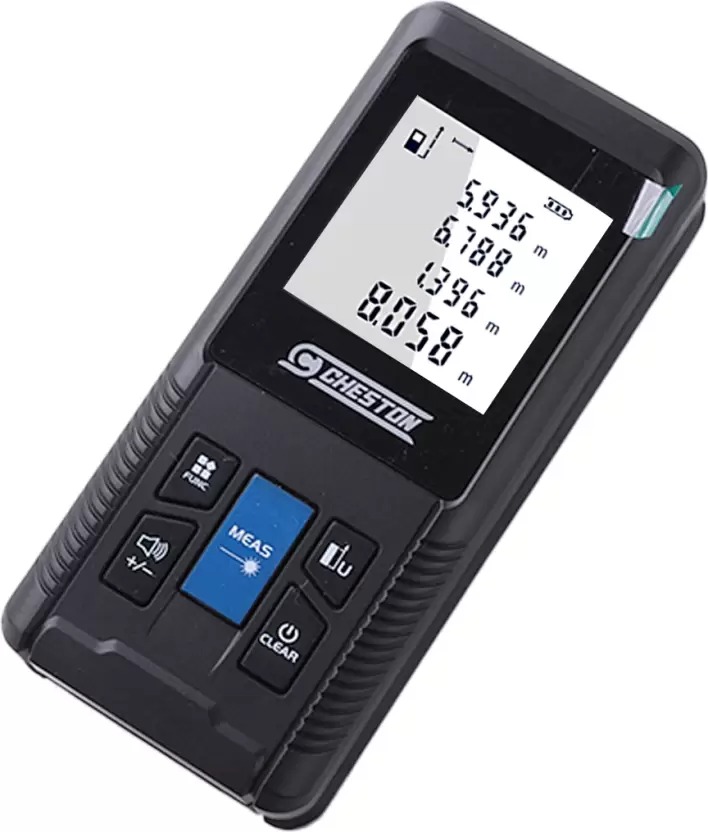 5.936 m
6.788 m
1.396 m
8.058 m
CHESTON
FUNC
MEAS
+/−
U
CLEAR